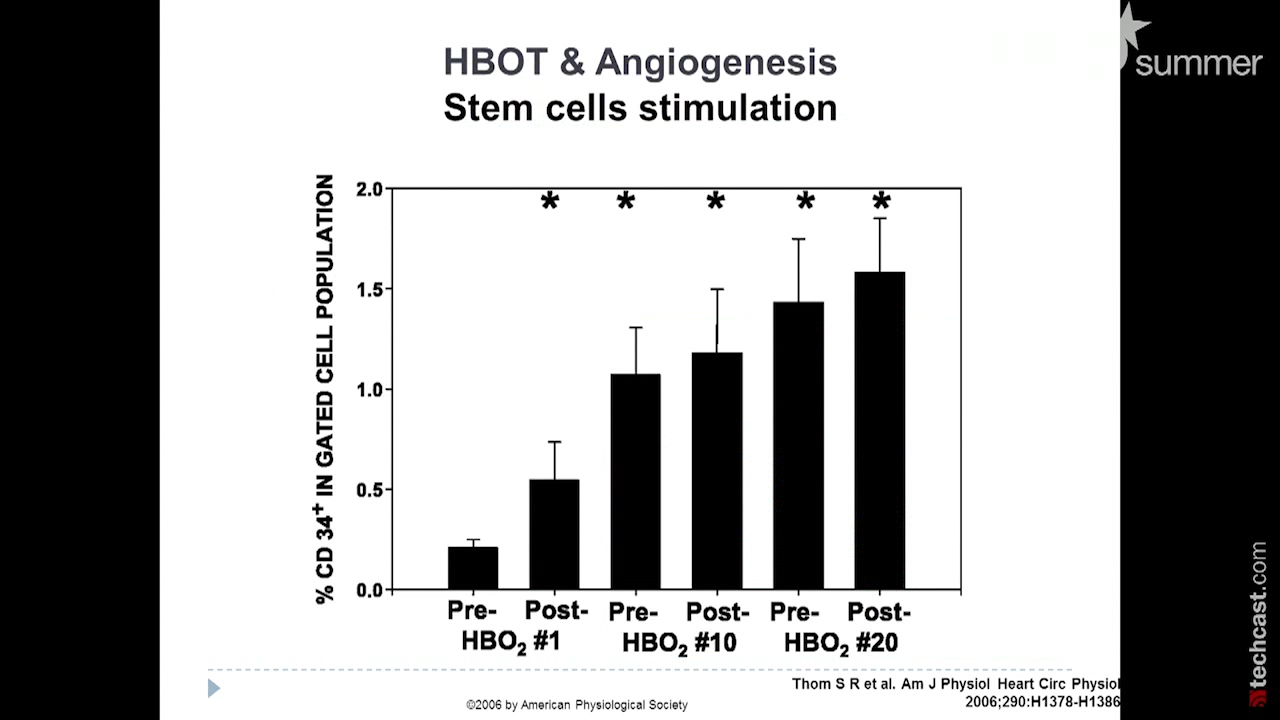 HBOT & Angiogenesis
Stem cells stimulation
summer
% CD 34+ IN GATED CELL POPULATION
2.0
1.5
1.0
0.5
0.0
* * * * *
Pre- Post- Pre- Post- Pre- Post-
HBO2 #1 HBO2 #10 HBO2 #20
Thom S R et al. Am J Physiol Heart Circ Physiol
2006;290:H1378-H1386
©2006 by American Physiological Society
techcast.com